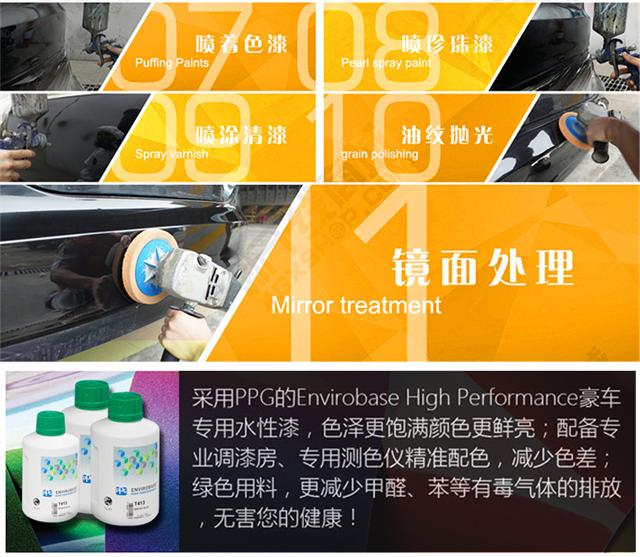 07
喷着色漆
Puffing Paints
08
喷珍珠漆
Pearl spray paint
09
喷涂清漆
Spray varnish
10
油纹抛光
grain polishing
11
镜面处理
Mirror treatment
采用PPG的Envirobase High Performance豪车
专用水性漆，色泽更饱满颜色更鲜亮；配备专
业调漆房、专用测色仪精准配色，减少色差；
绿色用料，更减少甲醛、苯等有毒气体的排放
，无害您的健康！
PPG ENVIROBASE
T413